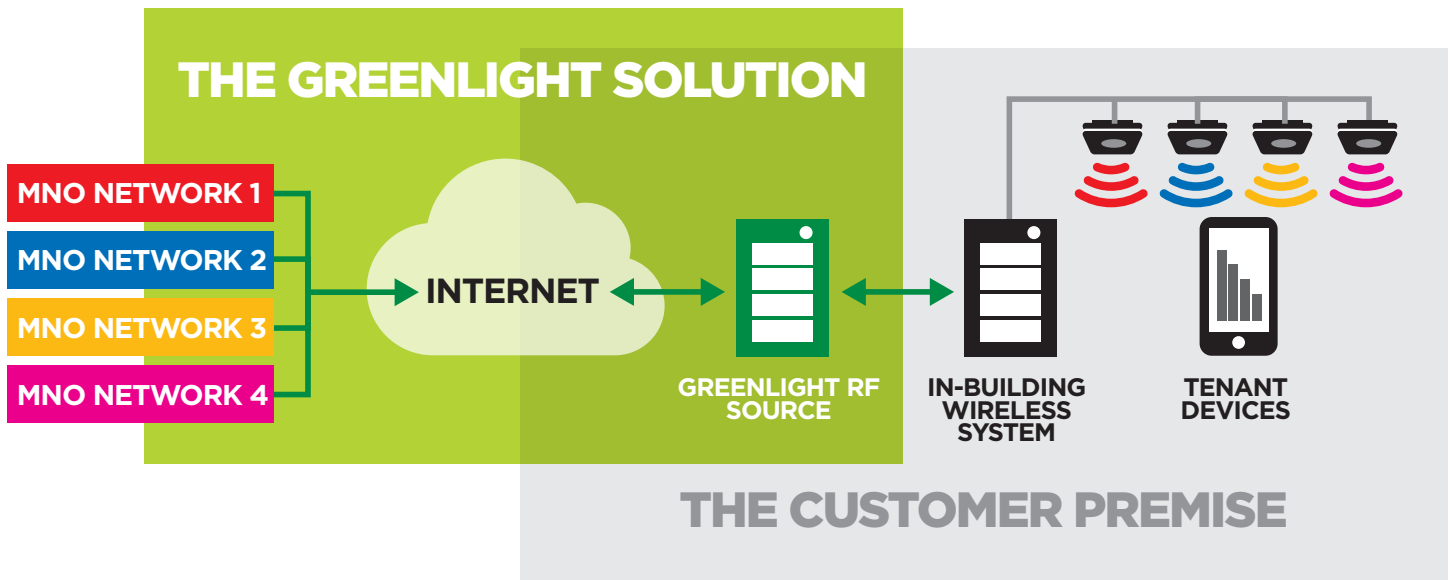 THE GREENLIGHT SOLUTION
MNO NETWORK 1
MNO NETWORK 2
MNO NETWORK 3
MNO NETWORK 4
INTERNET
GREENLIGHT RF
SOURCE
IN-BUILDING
WIRELESS
SYSTEM
TENANT
DEVICES
THE CUSTOMER PREMISE